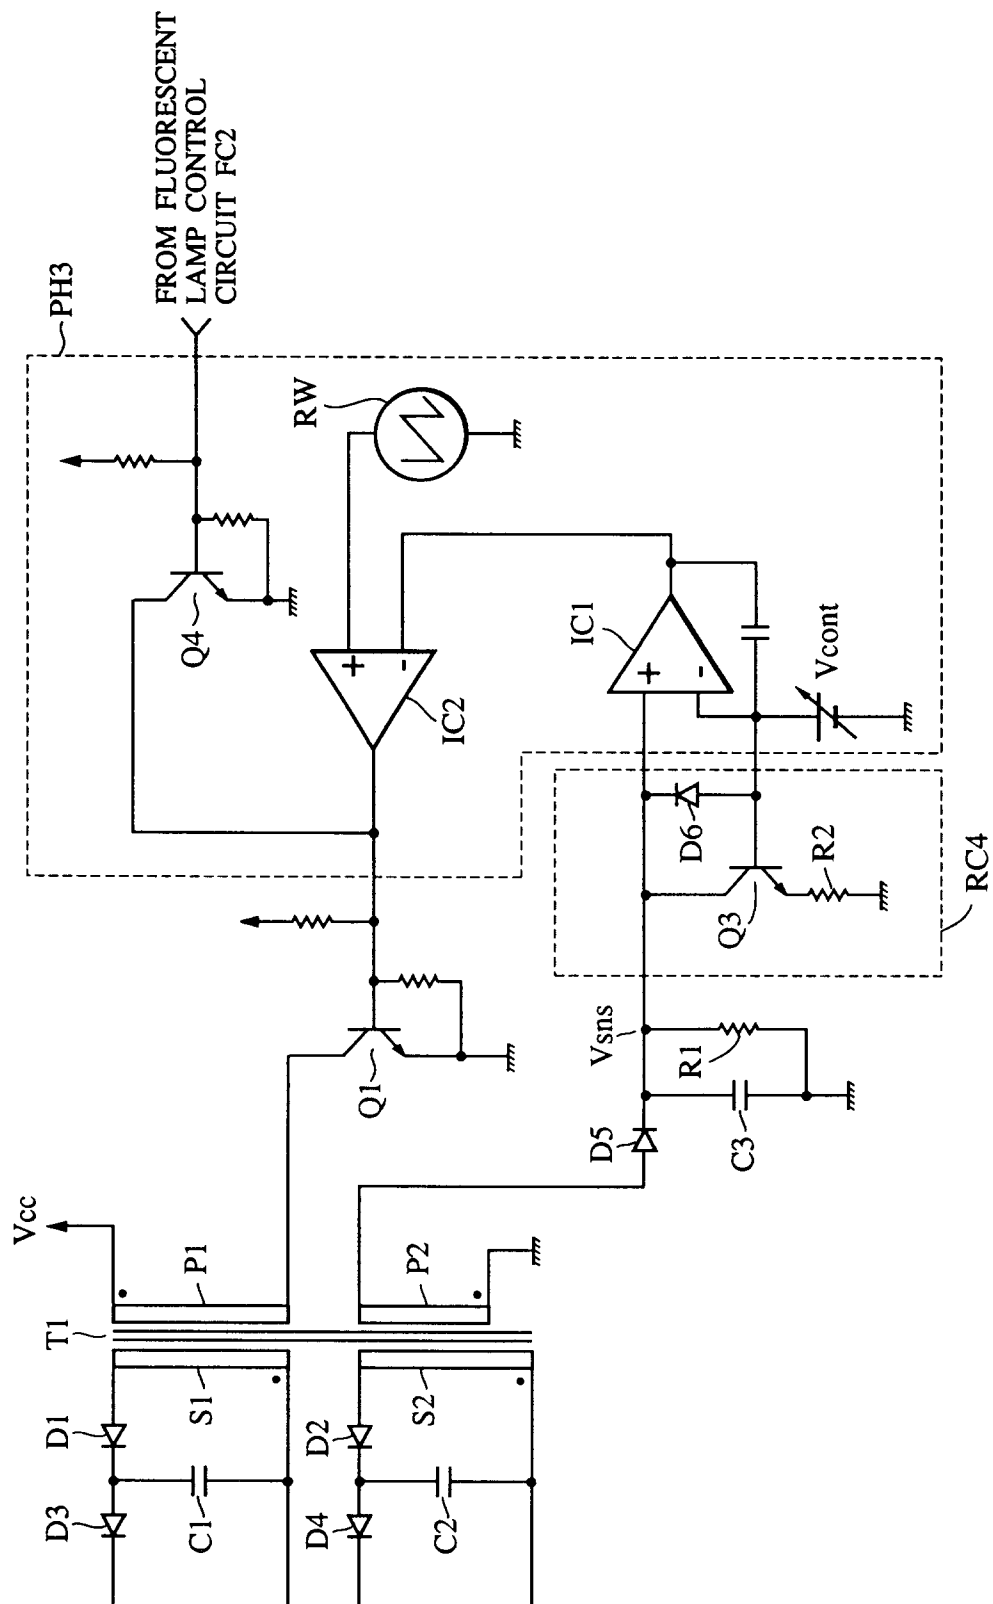 FROM FLUORESCENT
LAMP CONTROL
CIRCUIT FC2
PH3
RW
Q4
+
-
IC2
IC1
+
-
Vcont
D6
Q3
R2
RC4
Q1
Vsns
R1
C3
D5
Vcc
T1
P1
P2
S1
S2
D1
D2
D3
D4
C1
C2